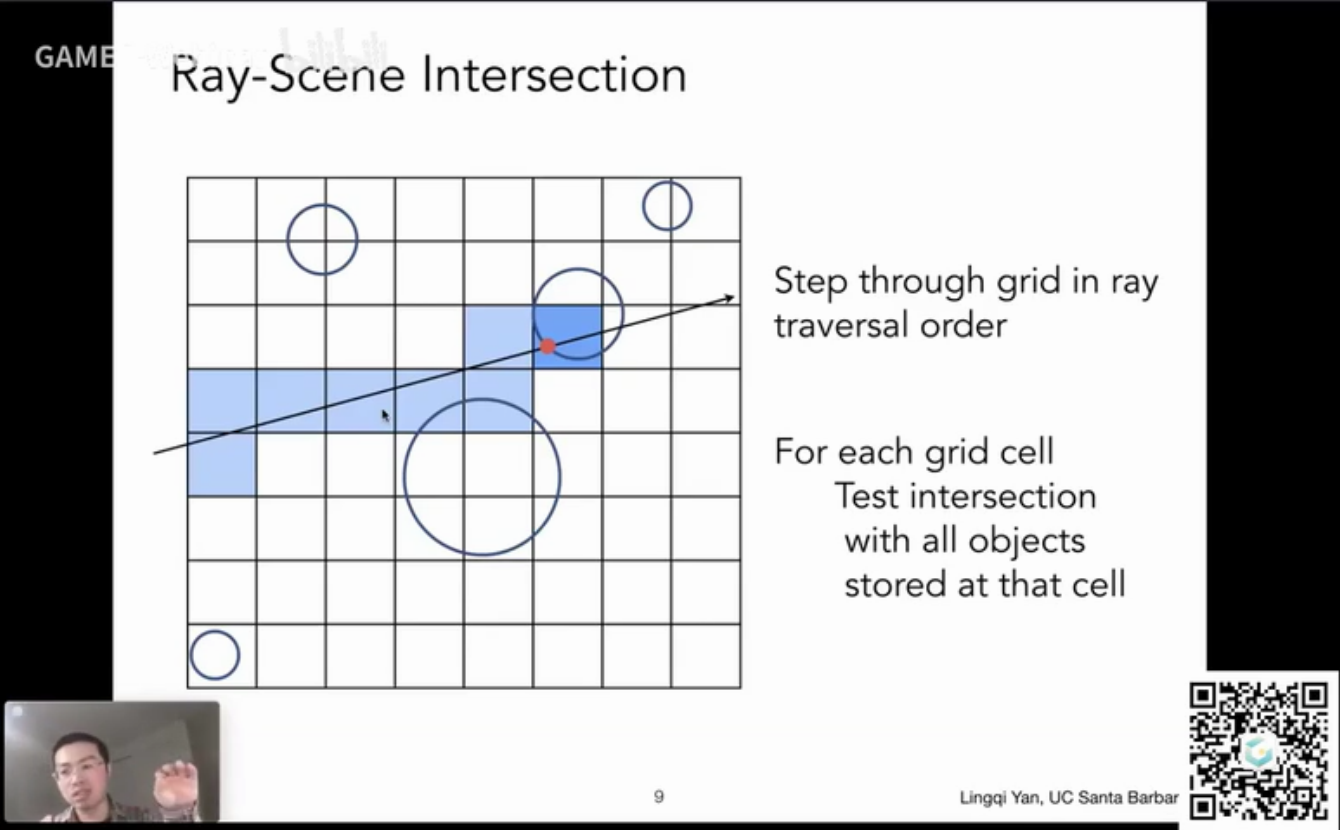 GAME
Ray-Scene Intersection
Step through grid in ray
traversal order
For each grid cell
Test intersection
with all objects
stored at that cell
9
Lingqi Yan, UC Santa Barbar